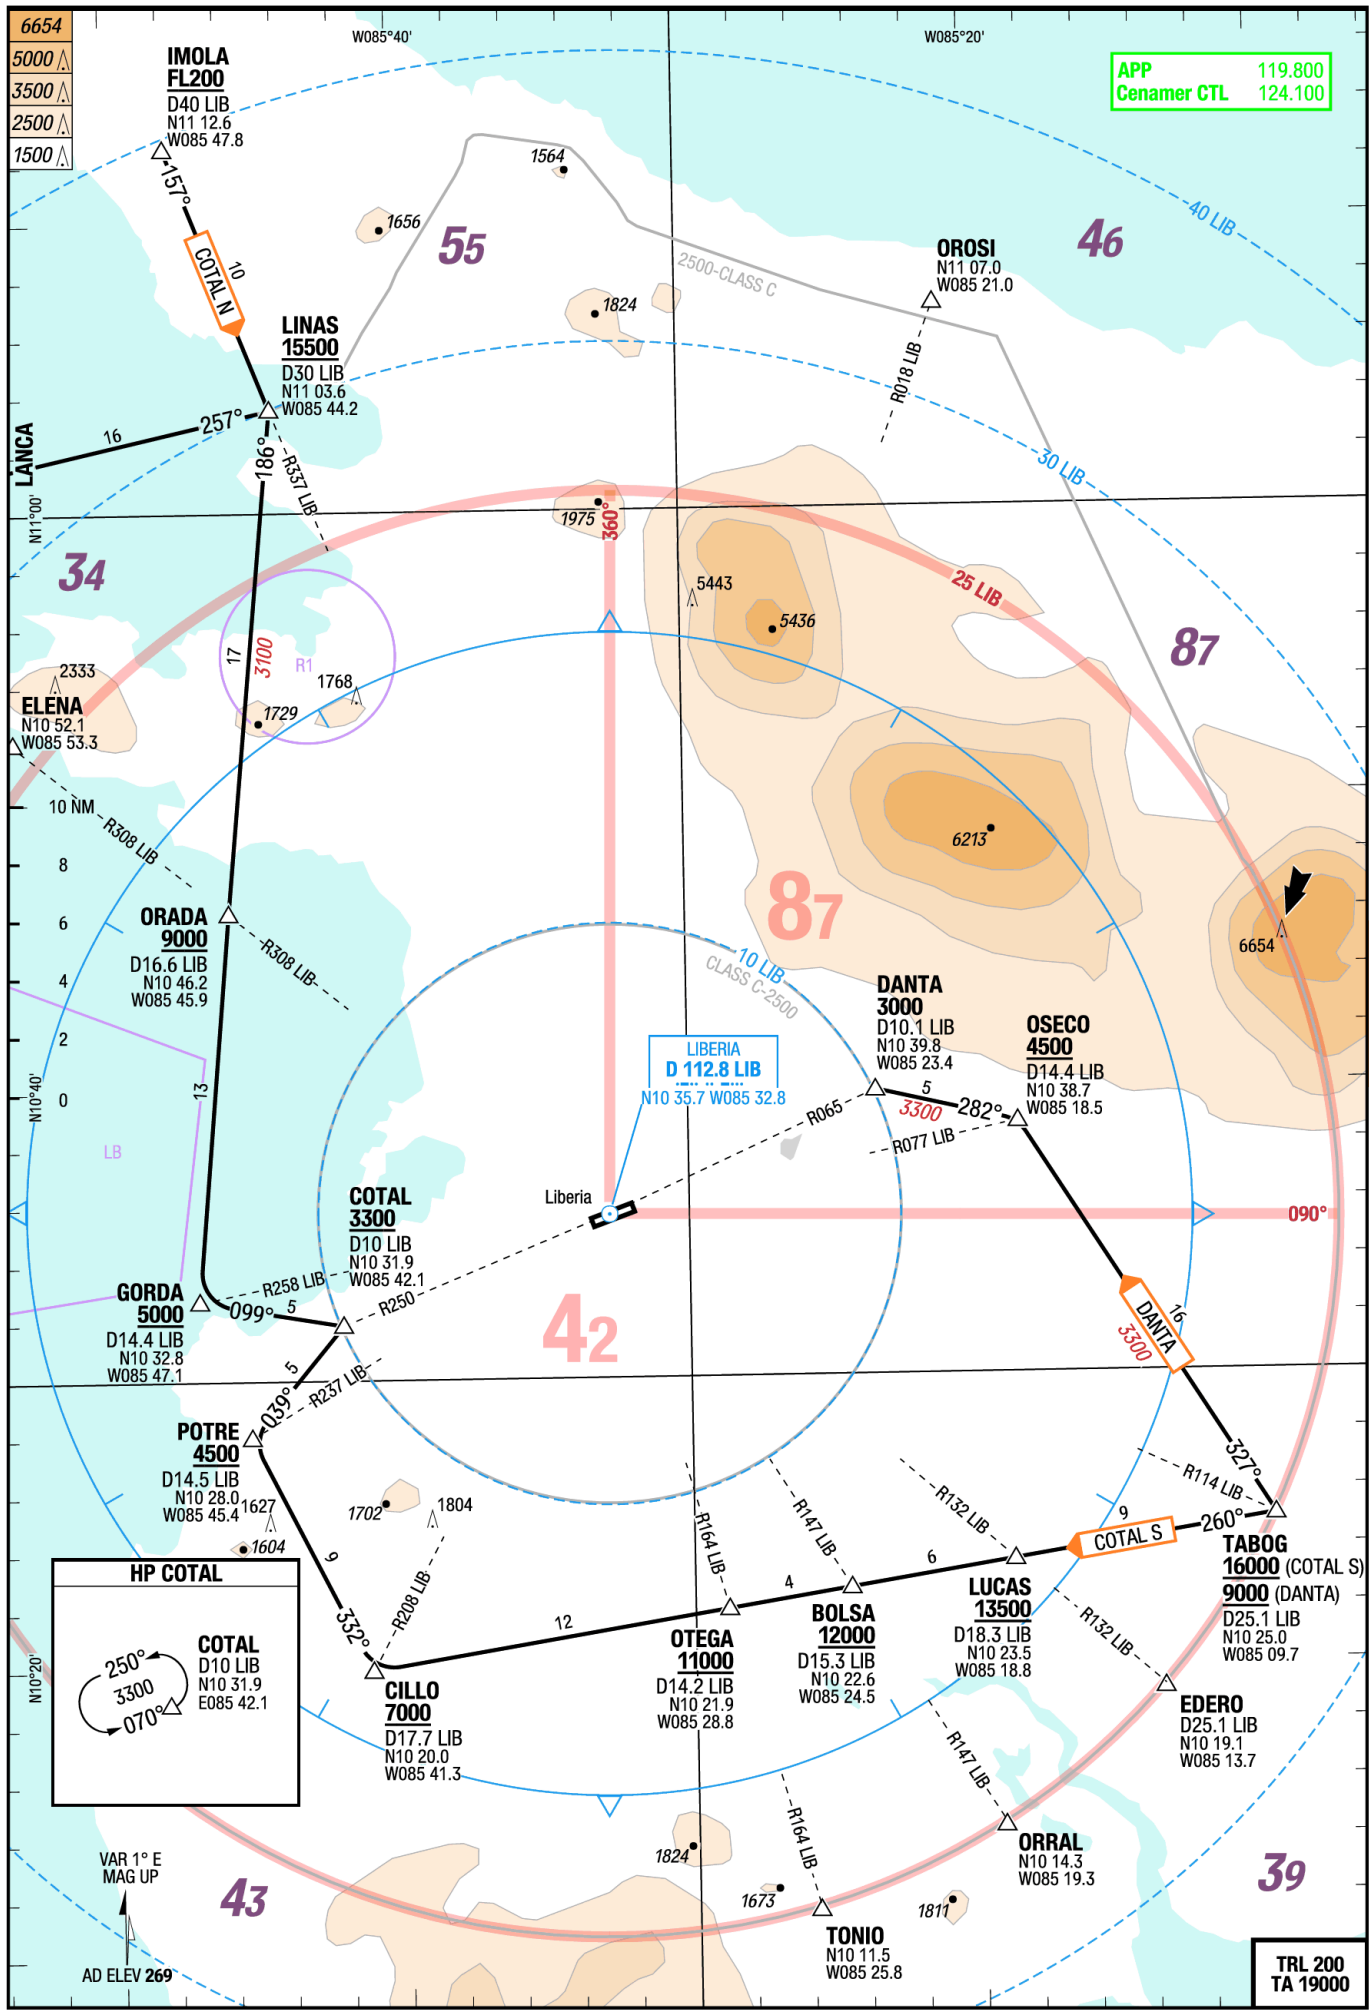 6654
5000
3500
2500
1500
W085°40'
W085°20'
APP 119.800
Cenamer CTL 124.100
IMOLA
FL200
D40 LIB
N11 12.6
W085 47.8
157°
COTAL N
10
1564
1656
55
46
40 LIB
2500-CLASS C
OROSI
N11 07.0
W085 21.0
R018 LIB
1824
LINAS
15500
D30 LIB
N11 03.6
W085 44.2
LANCA
16
257°
186°
R337 LIB
30 LIB
N11°00'
1975
360°
25 LIB
34
5443
5436
87
17
3100
R1
1768
1729
2333
ELENA
N10 52.1
W085 53.3
R308 LIB
10 NM
8
6
4
2
0
6213
87
6654
ORADA
9000
D16.6 LIB
N10 46.2
W085 45.9
R308 LIB
10 LIB
CLASS C-2500
DANTA
3000
D10.1 LIB
N10 39.8
W085 23.4
OSECO
4500
D14.4 LIB
N10 38.7
W085 18.5
LIBERIA
D 112.8 LIB
N10 35.7 W085 32.8
N10°40'
13
LB
R065
5
3300
282°
R077 LIB
Liberia
090°
COTAL
3300
D10 LIB
N10 31.9
W085 42.1
R258 LIB
R250
GORDA
5000
D14.4 LIB
N10 32.8
W085 47.1
099°
5
42
16
DANTA
3300
5
039°
R237 LIB
POTRE
4500
D14.5 LIB
N10 28.0
W085 45.4
1627
1604
1702
1804
327°
R114 LIB
R132 LIB
R147 LIB
R164 LIB
9
260°
COTAL S
TABOG
16000 (COTAL S)
9000 (DANTA)
D25.1 LIB
N10 25.0
W085 09.7
6
4
12
9
332°
R208 LIB
LUCAS
13500
D18.3 LIB
N10 23.5
W085 18.8
BOLSA
12000
D15.3 LIB
N10 22.6
W085 24.5
OTEGA
11000
D14.2 LIB
N10 21.9
W085 28.8
CILLO
7000
D17.7 LIB
N10 20.0
W085 41.3
HP COTAL
250°
3300
070°
COTAL
D10 LIB
N10 31.9
E085 42.1
N10°20'
R132 LIB
EDERO
D25.1 LIB
N10 19.1
W085 13.7
R147 LIB
ORRAL
N10 14.3
W085 19.3
R164 LIB
TONIO
N10 11.5
W085 25.8
1824
1673
1811
43
39
VAR 1° E
MAG UP
AD ELEV 269
TRL 200
TA 19000